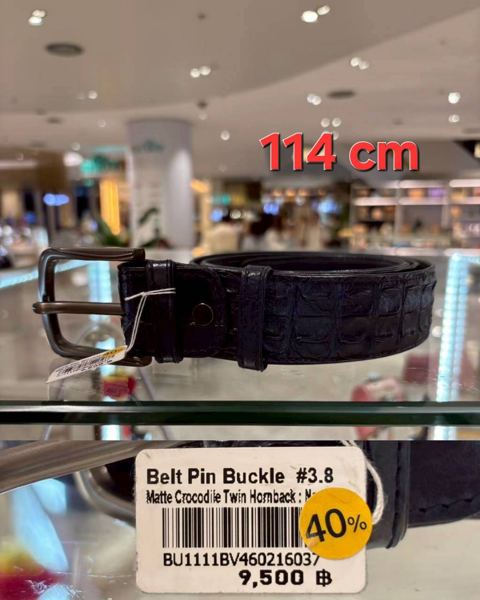 114 cm
Belt Pin Buckle #3.8
Matte Crocodile Twin Hornback :
40%
BU1111BV460216037
9,500 ฿